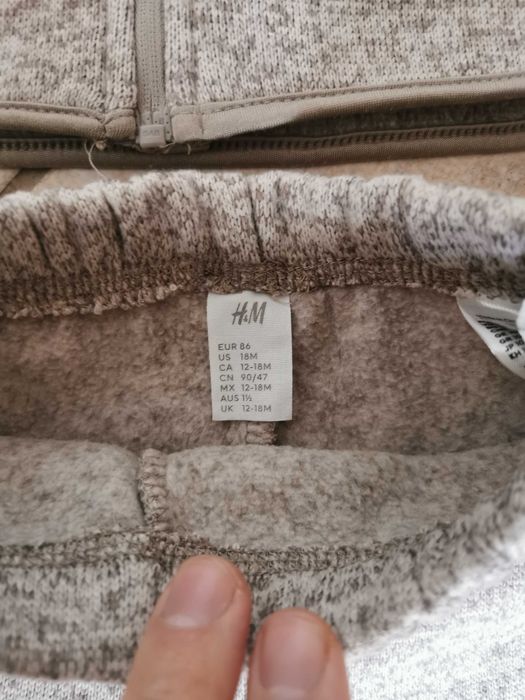 H&M
EUR 86
US 18M
CA 12-18M
CN 90/47
MX 12-18M
AUS 1½
UK 12-18M